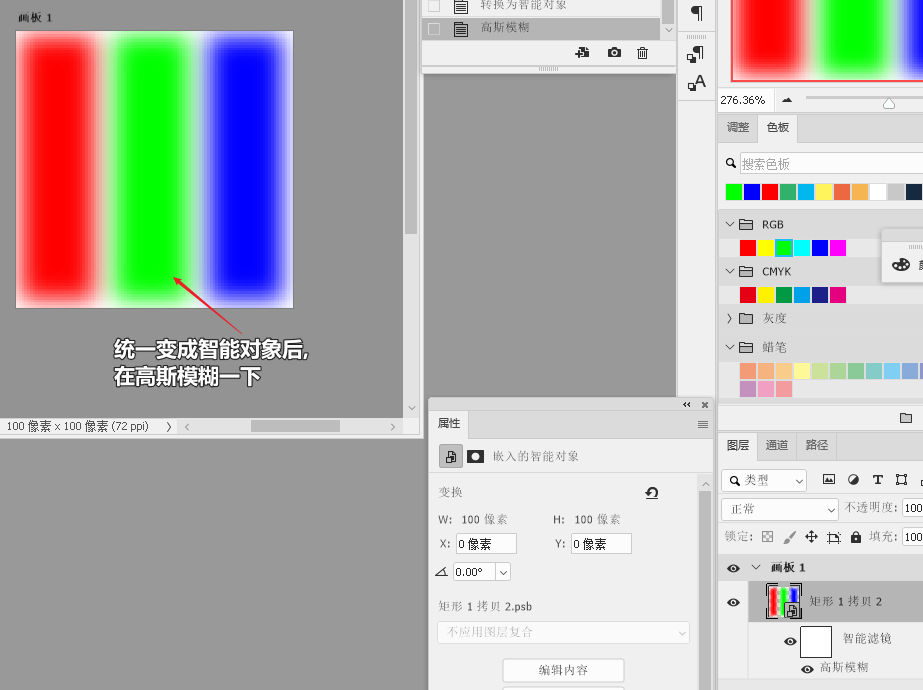 画板 1
转换为智能对象
高斯模糊
276.36%
调整
色板
搜索色板
RGB
CMYK
灰度
蜡笔
统一变成智能对象后,
在高斯模糊一下
100 像素 x 100 像素 (72 ppi)
属性
嵌入的智能对象
变换
W: 100 像素
H: 100 像素
X: 0 像素
Y: 0 像素
0.00°
矩形 1 拷贝 2.psb
不应用图层复合
编辑内容
图层
通道
路径
类型
正常
不透明度: 100
锁定:
填充: 100
画板 1
矩形 1 拷贝 2
智能滤镜
高斯模糊